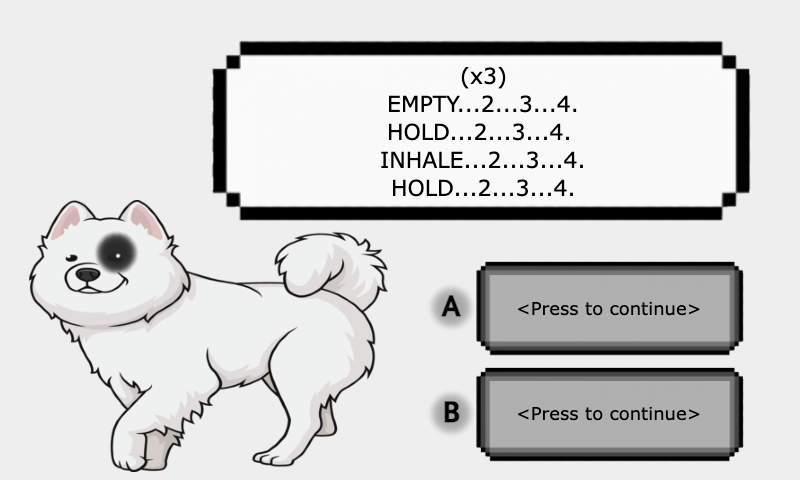 (x3)
EMPTY...2...3...4.
HOLD...2...3...4.
INHALE...2...3...4.
HOLD...2...3...4.
A
<Press to continue>
B
<Press to continue>